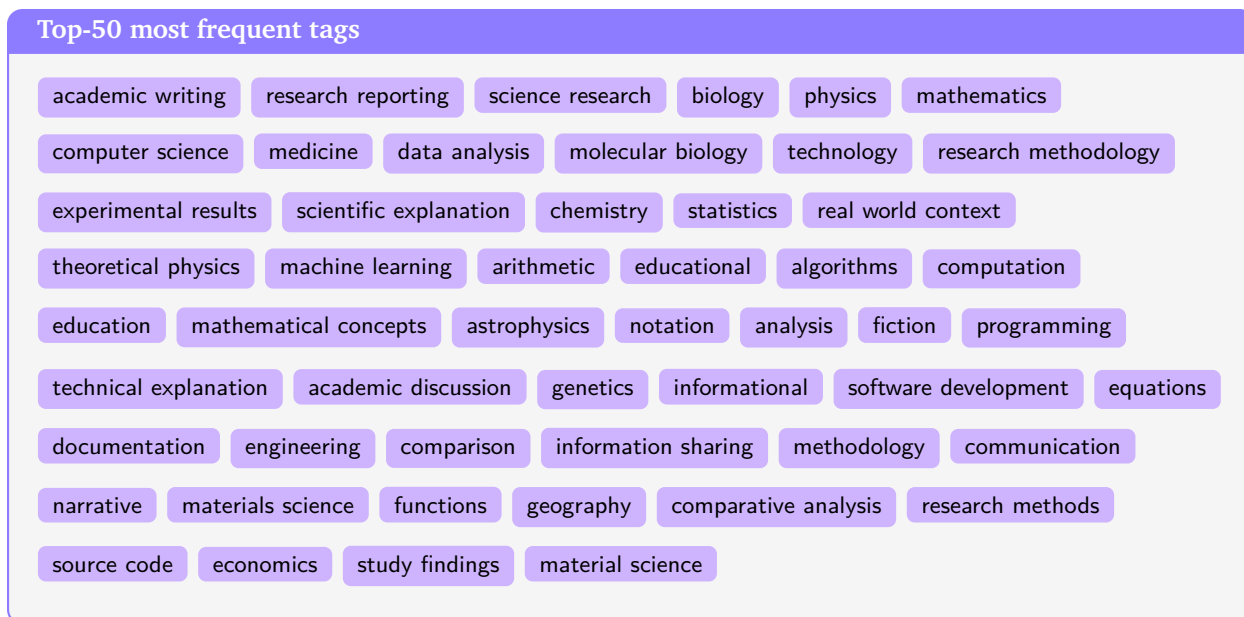 Top-50 most frequent tags
academic writing research reporting science research biology physics mathematics
computer science medicine data analysis molecular biology technology research methodology
experimental results scientific explanation chemistry statistics real world context
theoretical physics machine learning arithmetic educational algorithms computation
education mathematical concepts astrophysics notation analysis fiction programming
technical explanation academic discussion genetics informational software development equations
documentation engineering comparison information sharing methodology communication
narrative materials science functions geography comparative analysis research methods
source code economics study findings material science